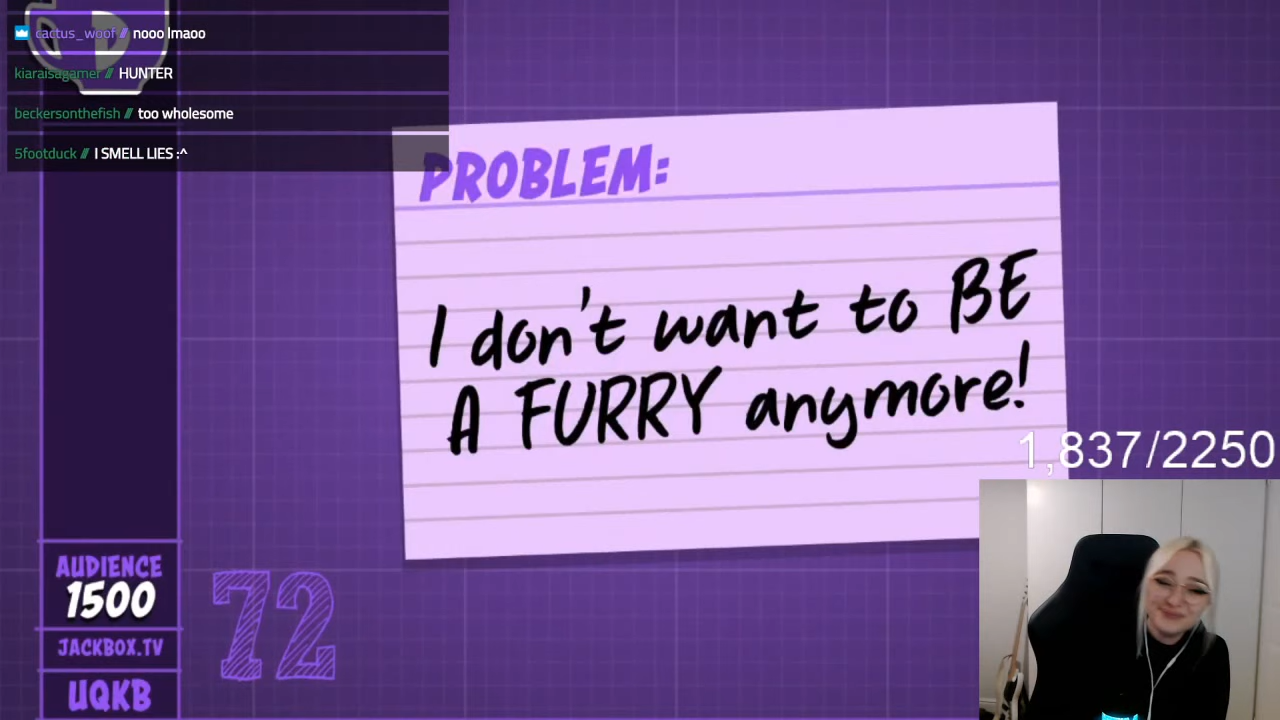 cactus_woof // nooo lmaoo
kiaraisagamer // HUNTER
beckersonthefish // too wholesome
5footduck // I SMELL LIES :^
PROBLEM:
I don't want to BE
A FURRY anymore!
1,837/2250
AUDIENCE
1500
72
JACKBOX.TV
UQKB